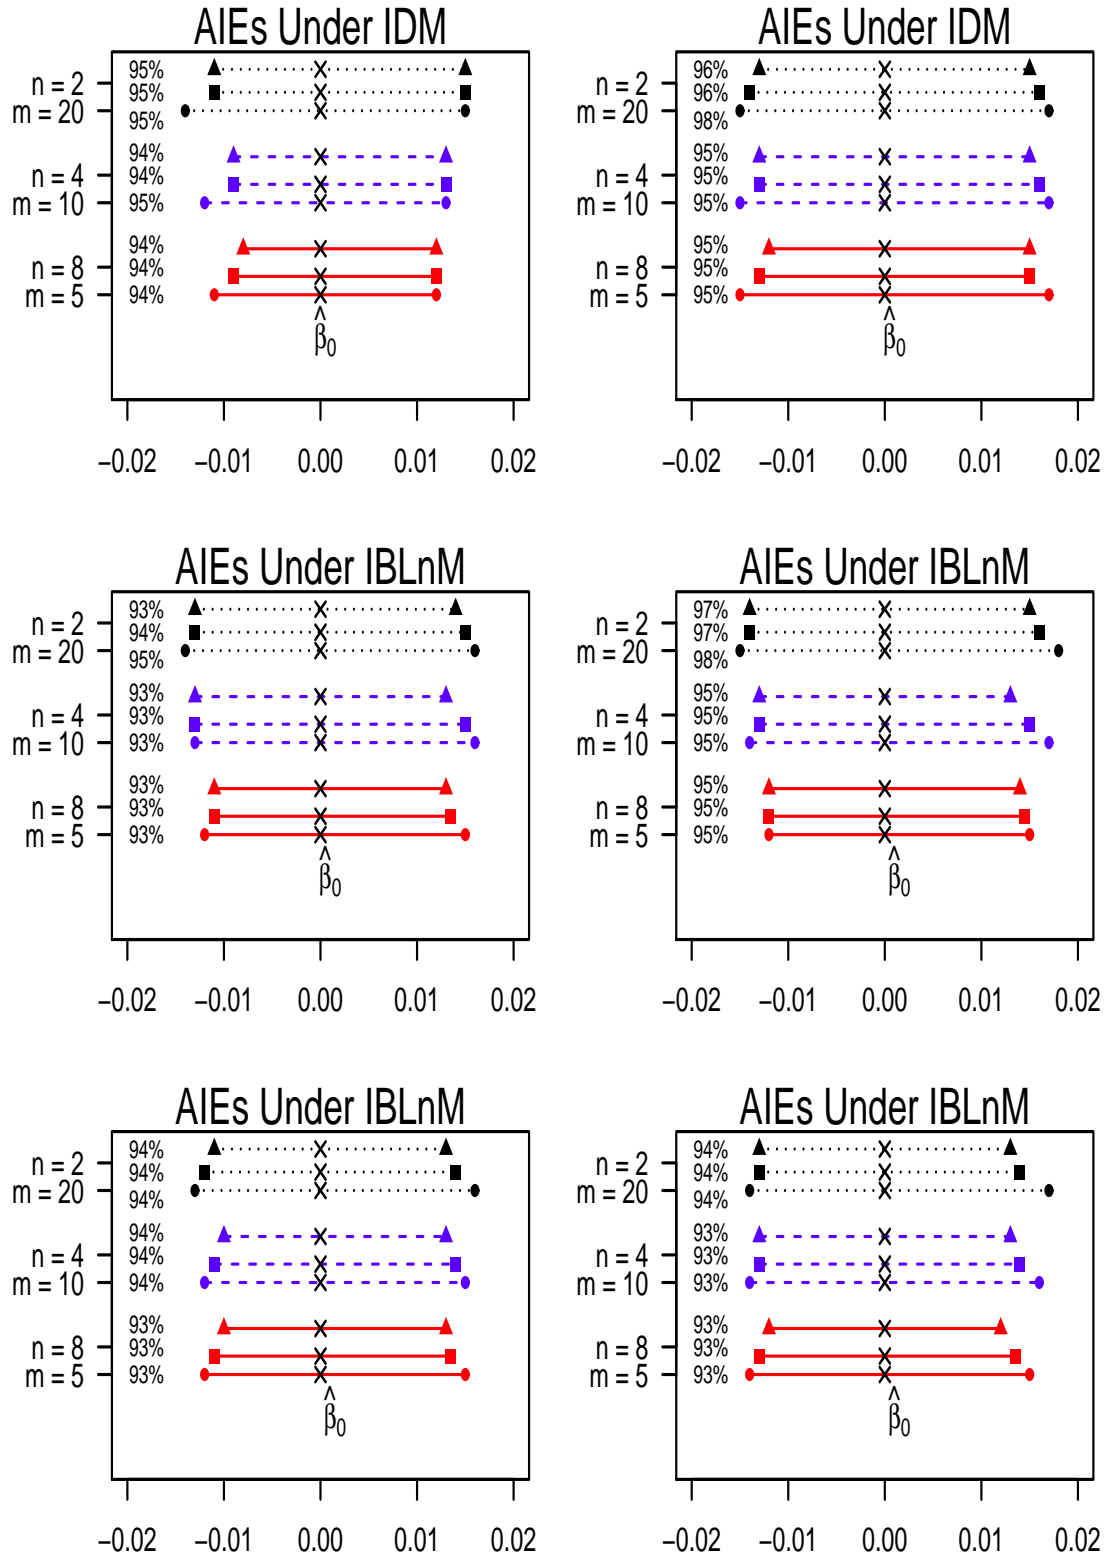 AIEs Under IDM
95%
n = 2
95%
m = 20
95%
94%
n = 4
94%
m = 10
95%
94%
n = 8
94%
m = 5
94%
β̂0
−0.02 −0.01 0.00 0.01 0.02
AIEs Under IDM
96%
n = 2
96%
m = 20
98%
95%
n = 4
95%
m = 10
95%
95%
n = 8
95%
m = 5
95%
β̂0
−0.02 −0.01 0.00 0.01 0.02
AIEs Under IBLnM
93%
n = 2
94%
m = 20
95%
93%
n = 4
93%
m = 10
93%
93%
n = 8
93%
m = 5
93%
β̂0
−0.02 −0.01 0.00 0.01 0.02
AIEs Under IBLnM
97%
n = 2
97%
m = 20
98%
95%
n = 4
95%
m = 10
95%
95%
n = 8
95%
m = 5
95%
β̂0
−0.02 −0.01 0.00 0.01 0.02
AIEs Under IBLnM
94%
n = 2
94%
m = 20
94%
94%
n = 4
94%
m = 10
94%
93%
n = 8
93%
m = 5
93%
β̂0
−0.02 −0.01 0.00 0.01 0.02
AIEs Under IBLnM
94%
n = 2
94%
m = 20
94%
93%
n = 4
93%
m = 10
93%
93%
n = 8
93%
m = 5
93%
β̂0
−0.02 −0.01 0.00 0.01 0.02